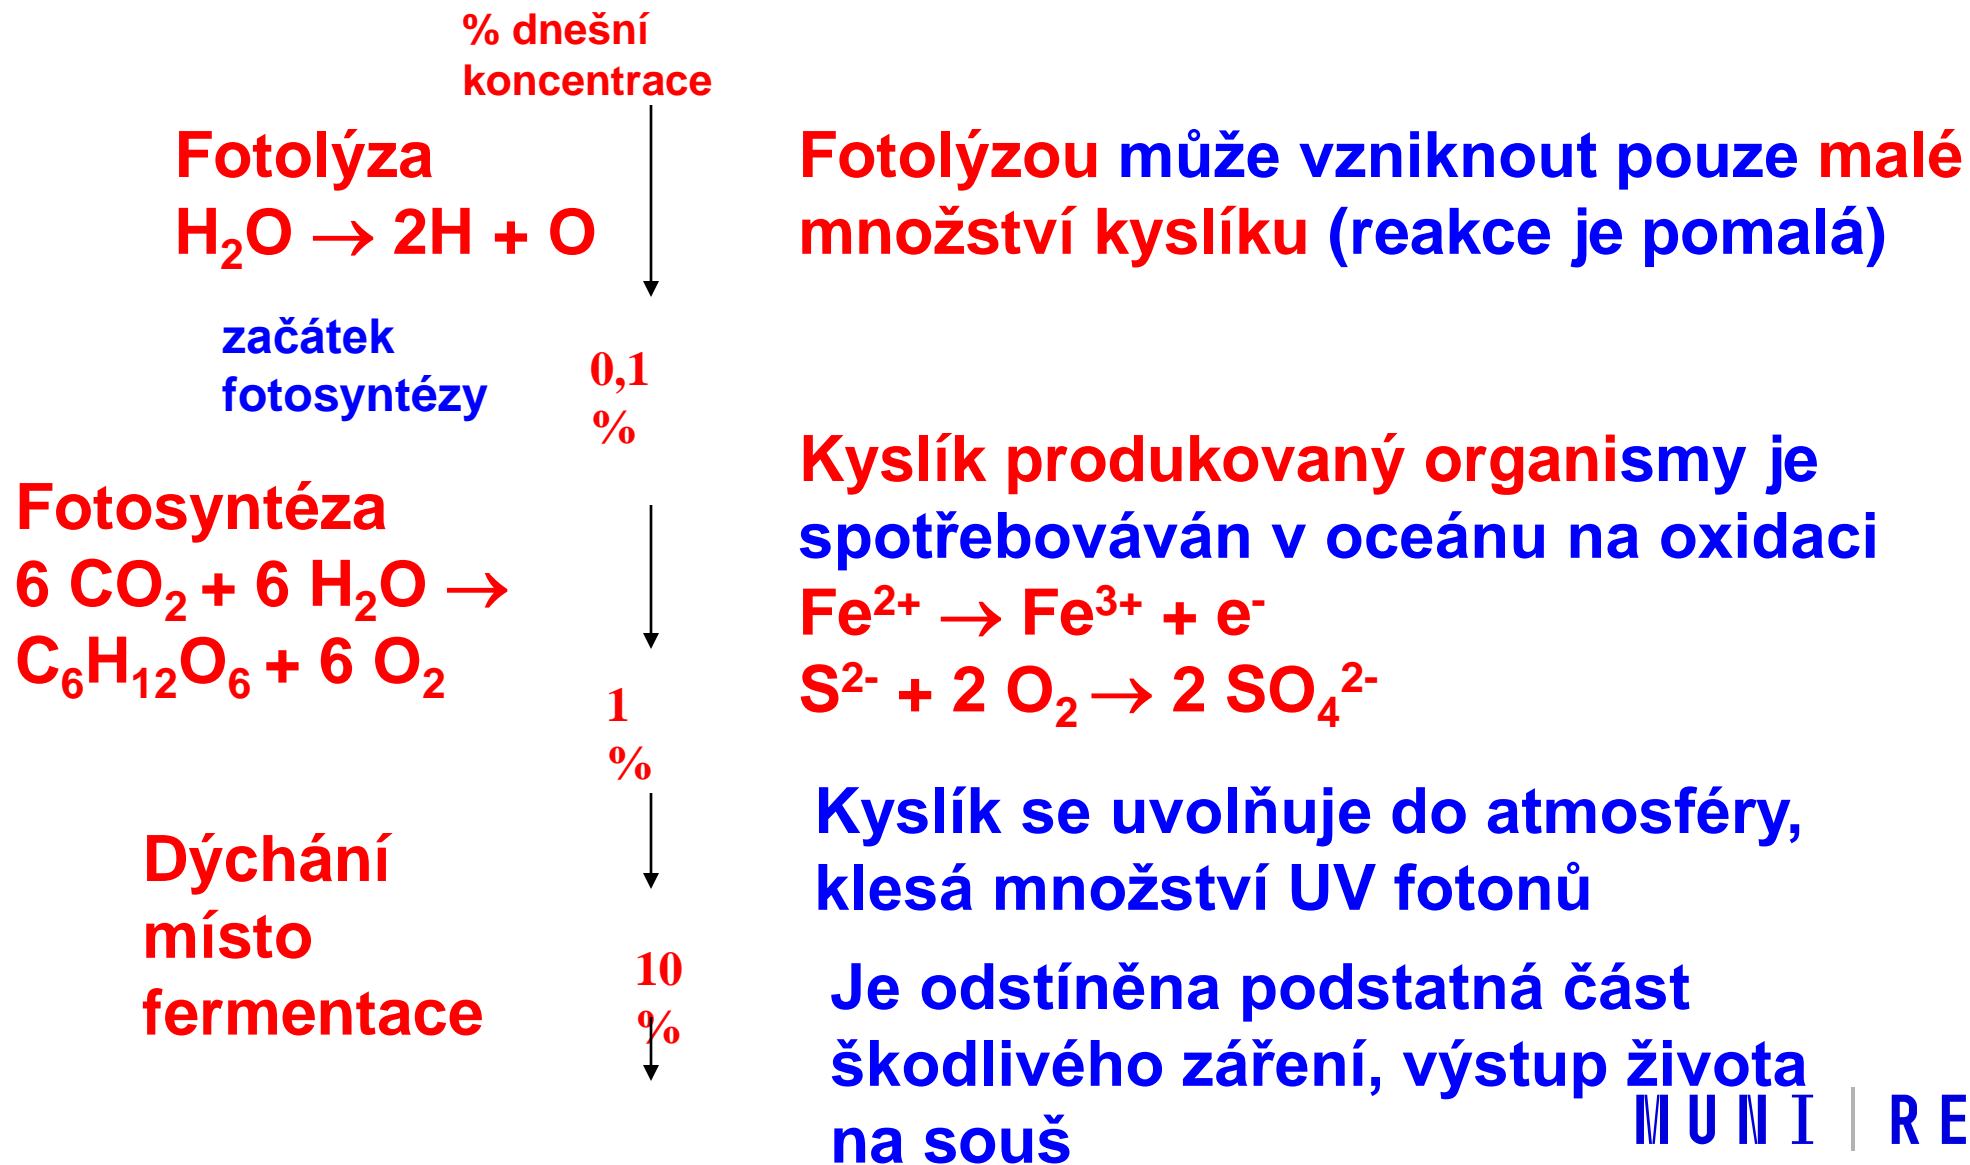 % dnešní
koncentrace
Fotolýza
H₂O → 2H + O
Fotolýzou může vzniknout pouze malé
množství kyslíku (reakce je pomalá)
začátek
fotosyntézy
0,1
%
Fotosyntéza
6 CO₂ + 6 H₂O →
C₆H₁₂O₆ + 6 O₂
Kyslík produkovaný organismy je
spotřebováván v oceánu na oxidaci
Fe²⁺ → Fe³⁺ + e⁻
S²⁻ + 2 O₂ → 2 SO₄²⁻
1
%
Kyslík se uvolňuje do atmosféry,
klesá množství UV fotonů
Dýchání
místo
fermentace
10
%
Je odstíněna podstatná část
škodlivého záření, výstup života
na souš
MUNI | RE